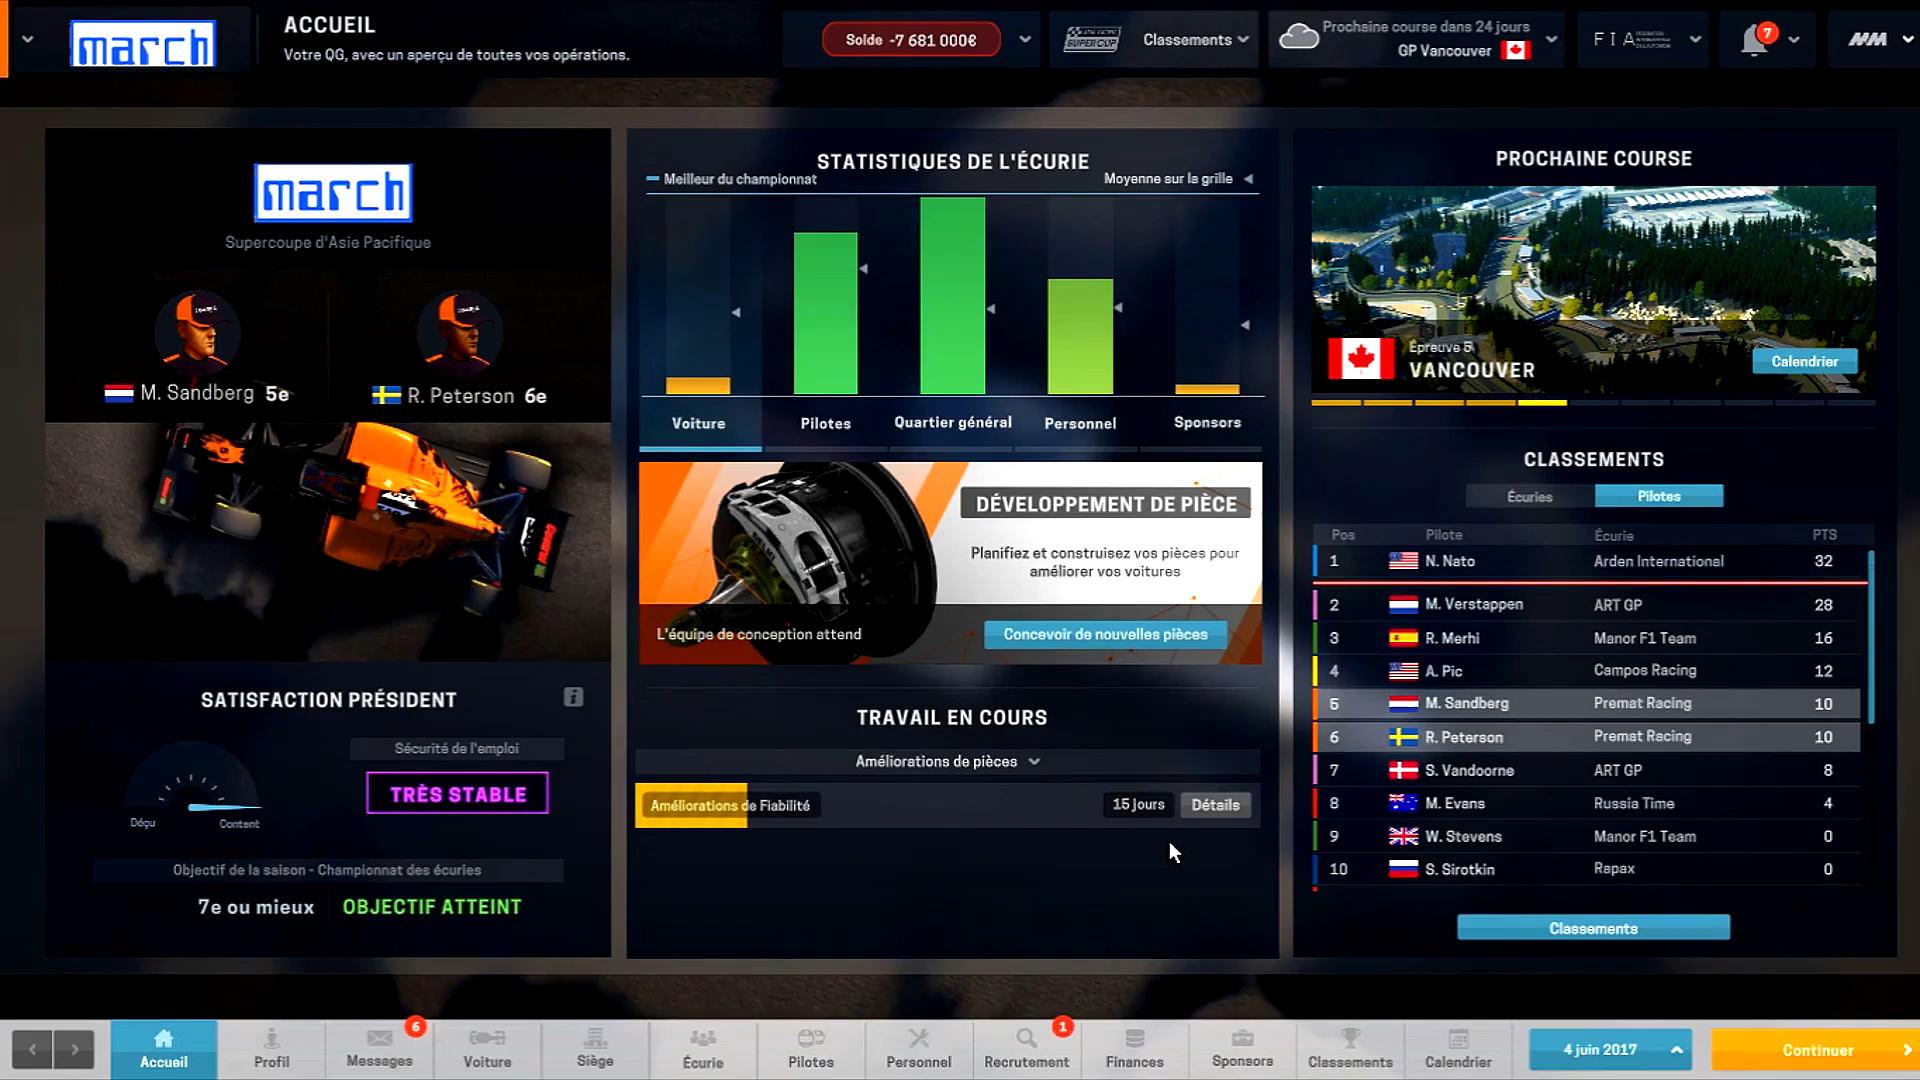 march
ACCUEIL
Votre QG, avec un aperçu de toutes vos opérations.
Solde -7 681 000€
SUPERCUP
Classements
Prochaine course dans 24 jours
GP Vancouver
FIA
7
march
Supercoupe d'Asie Pacifique
M. Sandberg 5e
R. Peterson 6e
SATISFACTION PRÉSIDENT
i
Sécurité de l'emploi
TRÈS STABLE
Déçu
Content
Objectif de la saison - Championnat des écuries
7e ou mieux OBJECTIF ATTEINT
STATISTIQUES DE L'ÉCURIE
Meilleur du championnat
Moyenne sur la grille
Voiture
Pilotes
Quartier général
Personnel
Sponsors
DÉVELOPPEMENT DE PIÈCE
Planifiez et construisez vos pièces pour
améliorer vos voitures
L'équipe de conception attend
Concevoir de nouvelles pièces
TRAVAIL EN COURS
Améliorations de pièces
Améliorations de Fiabilité
15 jours
Détails
PROCHAINE COURSE
Épreuve 5
VANCOUVER
Calendrier
CLASSEMENTS
Écuries
Pilotes
Pos Pilote Écurie PTS
1 N. Nato Arden International 32
2 M. Verstappen ART GP 28
3 R. Merhi Manor F1 Team 16
4 A. Pic Campos Racing 12
5 M. Sandberg Premat Racing 10
6 R. Peterson Premat Racing 10
7 S. Vandoorne ART GP 8
8 M. Evans Russia Time 4
9 W. Stevens Manor F1 Team 0
10 S. Sirotkin Rapax 0
Classements
Accueil
Profil
6
Messages
Voiture
Siège
Écurie
Pilotes
Personnel
1
Recrutement
Finances
Sponsors
Classements
Calendrier
4 juin 2017
Continuer